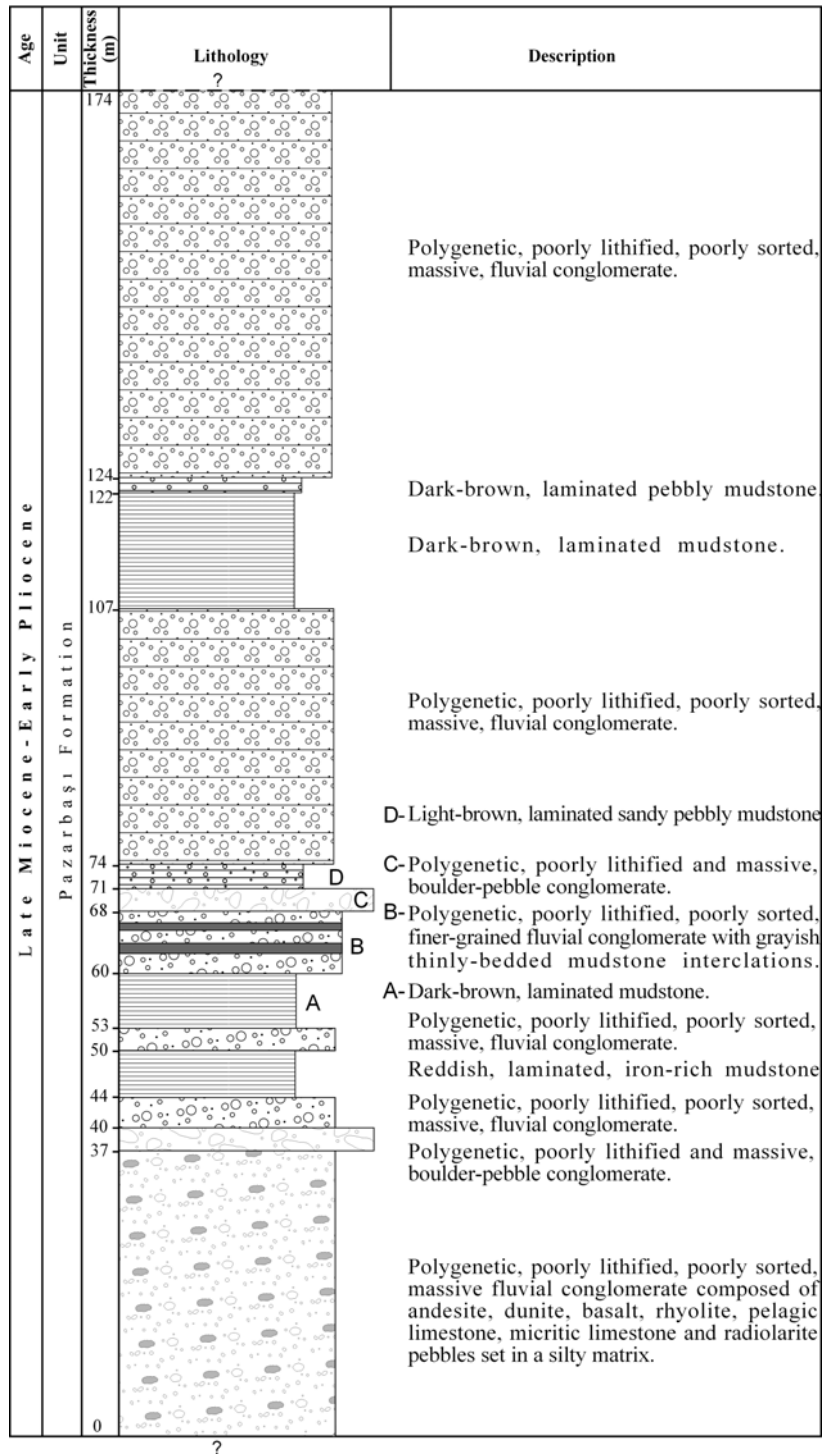 Age
Unit
Thickness
(m)
Lithology
Description
?
Late Miocene-Early Pliocene
Pazarbaşı Formation
174
Polygenetic, poorly lithified, poorly sorted,
massive, fluvial conglomerate.
124
Dark-brown, laminated pebbly mudstone.
122
Dark-brown, laminated mudstone.
107
Polygenetic, poorly lithified, poorly sorted,
massive, fluvial conglomerate.
D-Light-brown, laminated sandy pebbly mudstone
74
D
C-Polygenetic, poorly lithified and massive,
boulder-pebble conglomerate.
71
C
68
B-Polygenetic, poorly lithified, poorly sorted,
finer-grained fluvial conglomerate with grayish
thinly-bedded mudstone interclations.
B
60
A-Dark-brown, laminated mudstone.
A
53
Polygenetic, poorly lithified, poorly sorted,
massive, fluvial conglomerate.
50
Reddish, laminated, iron-rich mudstone
44
Polygenetic, poorly lithified, poorly sorted,
massive, fluvial conglomerate.
40
37
Polygenetic, poorly lithified and massive,
boulder-pebble conglomerate.
Polygenetic, poorly lithified, poorly sorted,
massive fluvial conglomerate composed of
andesite, dunite, basalt, rhyolite, pelagic
limestone, micritic limestone and radiolarite
pebbles set in a silty matrix.
0
?